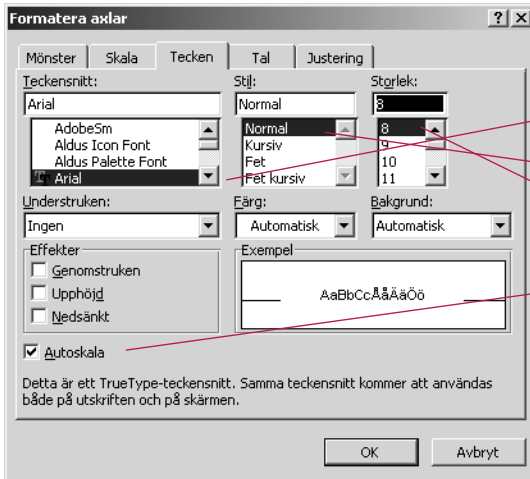 Formatera axlar
Mönster Skala Tecken Tal Justering
Teckensnitt: Stil: Storlek:
Arial Normal 8
AdobeSm Normal 8
Aldus Icon Font Kursiv 9
Aldus Palette Font Fet 10
Arial Fet kursiv 11
Understruken: Färg: Bakgrund:
Ingen Automatisk Automatisk
Effekter Exempel
Genomstruken
Upphöjd
Nedsänkt
AaBbCcÅåÄäÖö
Autoskala
Detta är ett TrueType-teckensnitt. Samma teckensnitt kommer att användas
både på utskriften och på skärmen.
OK Avbryt